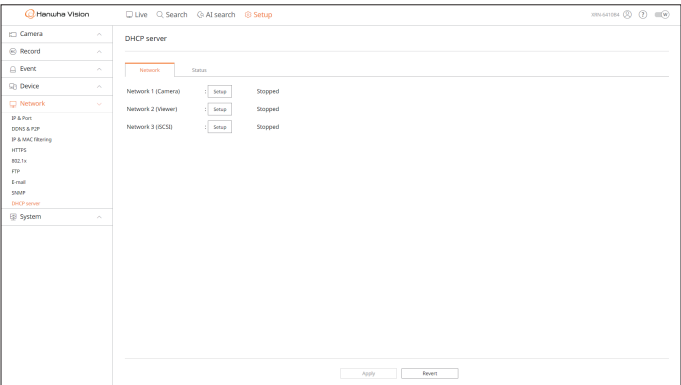 Hanwha Vision
Live Search AI search Setup
XRN-6410B4
Camera
Record
Event
Device
Network
IP & Port
DDNS & P2P
IP & MAC filtering
HTTPS
802.1x
FTP
E-mail
SNMP
DHCP server
System
DHCP server
Network Status
Network 1 (Camera) : Setup Stopped
Network 2 (Viewer) : Setup Stopped
Network 3 (iSCSI) : Setup Stopped
Apply Revert